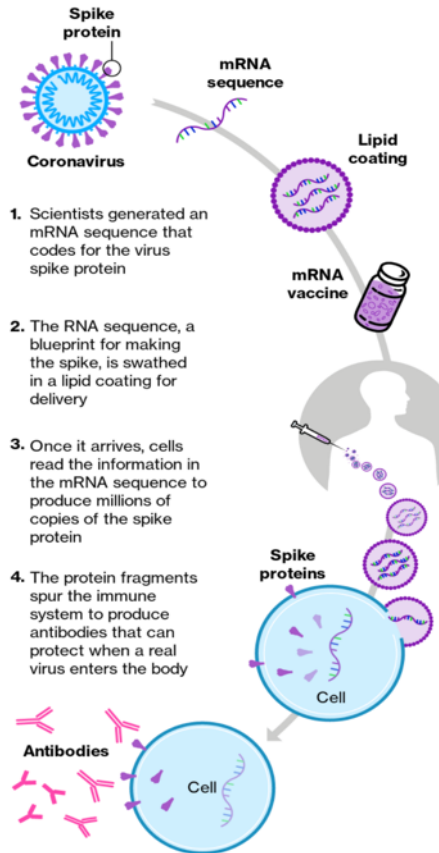 Spike
protein
mRNA
sequence
Coronavirus
Lipid
coating
1. Scientists generated an
mRNA sequence that
codes for the virus
spike protein
mRNA
vaccine
2. The RNA sequence, a
blueprint for making
the spike, is swathed
in a lipid coating for
delivery
3. Once it arrives, cells
read the information in
the mRNA sequence to
produce millions of
copies of the spike
protein
Spike
proteins
4. The protein fragments
spur the immune
system to produce
antibodies that can
protect when a real
virus enters the body
Cell
Antibodies
Cell